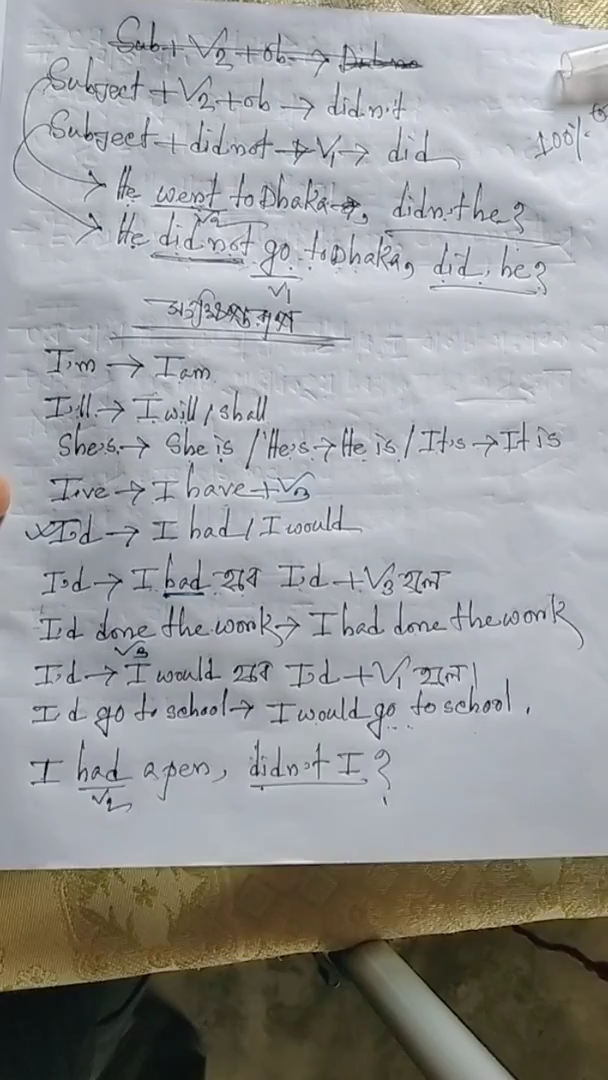 Sub + V2 + ob →
Subject + V2 + ob → didn't
Subject + did not + V1 → did
100%
He went to Dhaka, didn't he?
V2
He did not go to Dhaka, did he?
V1
I'm → I am
I'll → I will / shall
She's → She is / He's → He is / It's → It is
I've → I have + V3
I'd → I had / I would
I'd → I had হবে I'd + V3 হলে
I'd done the work → I had done the work
V3
I'd → I would হবে I'd + V1 হলে।
I'd go to school → I would go to school.
I had a pen, didn't I?
V2